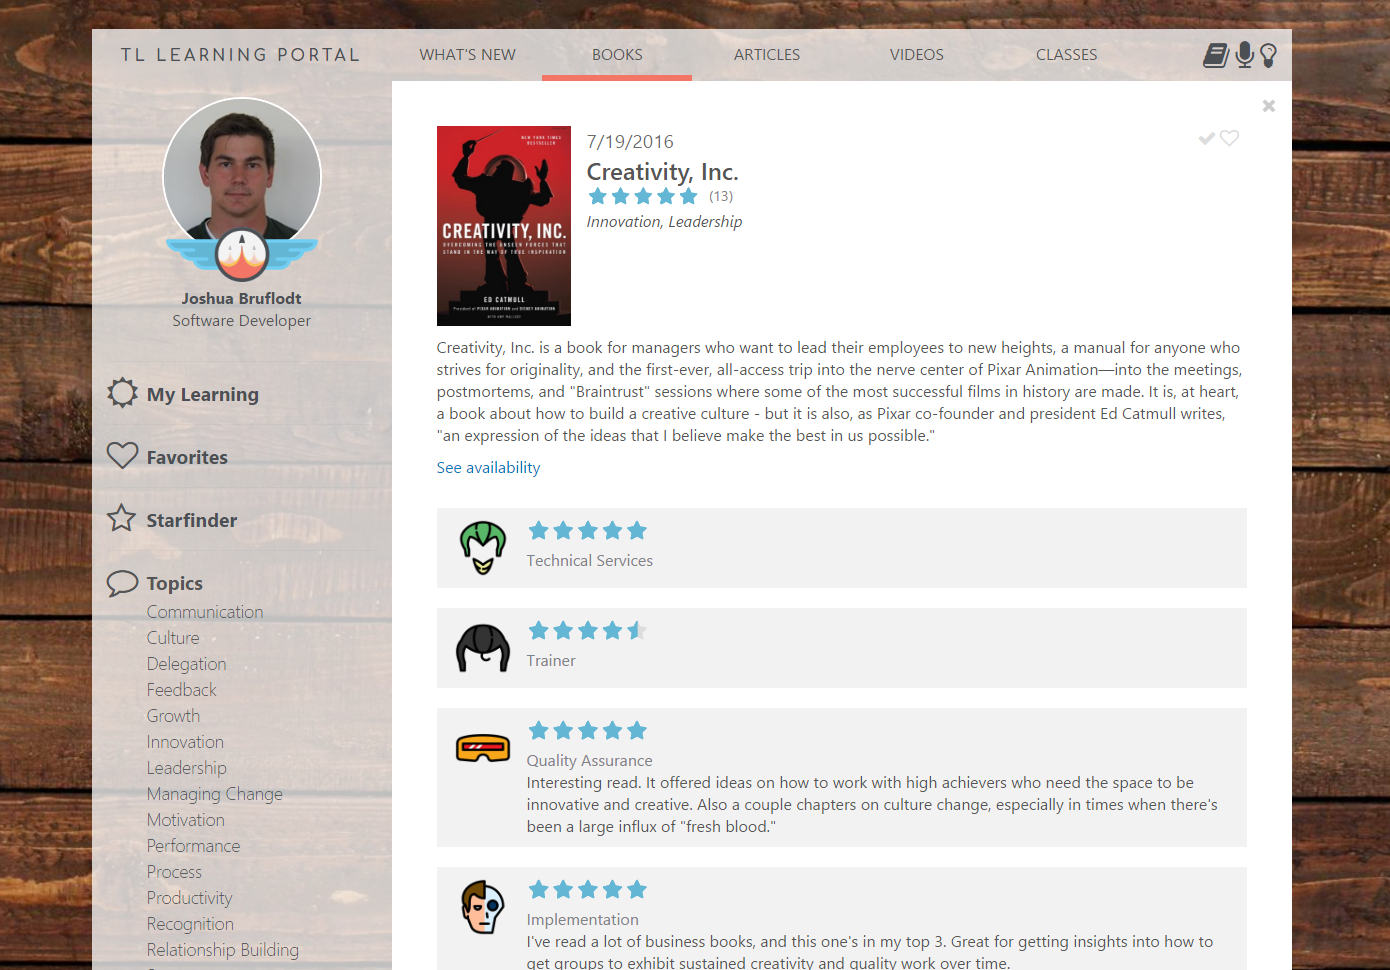 TL LEARNING PORTAL
WHAT'S NEW
BOOKS
ARTICLES
VIDEOS
CLASSES
Joshua Bruflodt
Software Developer
My Learning
Favorites
Starfinder
Topics
Communication
Culture
Delegation
Feedback
Growth
Innovation
Leadership
Managing Change
Motivation
Performance
Process
Productivity
Recognition
Relationship Building
NEW YORK TIMES
BESTSELLER
CREATIVITY, INC.
OVERCOMING THE UNSEEN FORCES THAT
STAND IN THE WAY OF TRUE INSPIRATION
ED CATMULL
President of PIXAR ANIMATION and DISNEY ANIMATION
WITH AMY WALLACE
7/19/2016
Creativity, Inc.
(13)
Innovation, Leadership
Creativity, Inc. is a book for managers who want to lead their employees to new heights, a manual for anyone who
strives for originality, and the first-ever, all-access trip into the nerve center of Pixar Animation—into the meetings,
postmortems, and "Braintrust" sessions where some of the most successful films in history are made. It is, at heart,
a book about how to build a creative culture - but it is also, as Pixar co-founder and president Ed Catmull writes,
"an expression of the ideas that I believe make the best in us possible."
See availability
Technical Services
Trainer
Quality Assurance
Interesting read. It offered ideas on how to work with high achievers who need the space to be
innovative and creative. Also a couple chapters on culture change, especially in times when there's
been a large influx of "fresh blood."
Implementation
I've read a lot of business books, and this one's in my top 3. Great for getting insights into how to
get groups to exhibit sustained creativity and quality work over time.